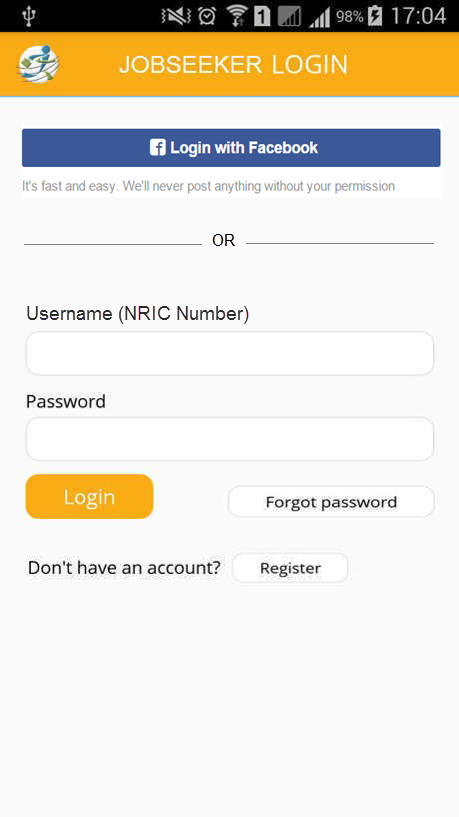 1 98% 17:04
JOBSEEKER LOGIN
f Login with Facebook
It's fast and easy. We'll never post anything without your permission
OR
Username (NRIC Number)
Password
Login
Forgot password
Don't have an account? Register